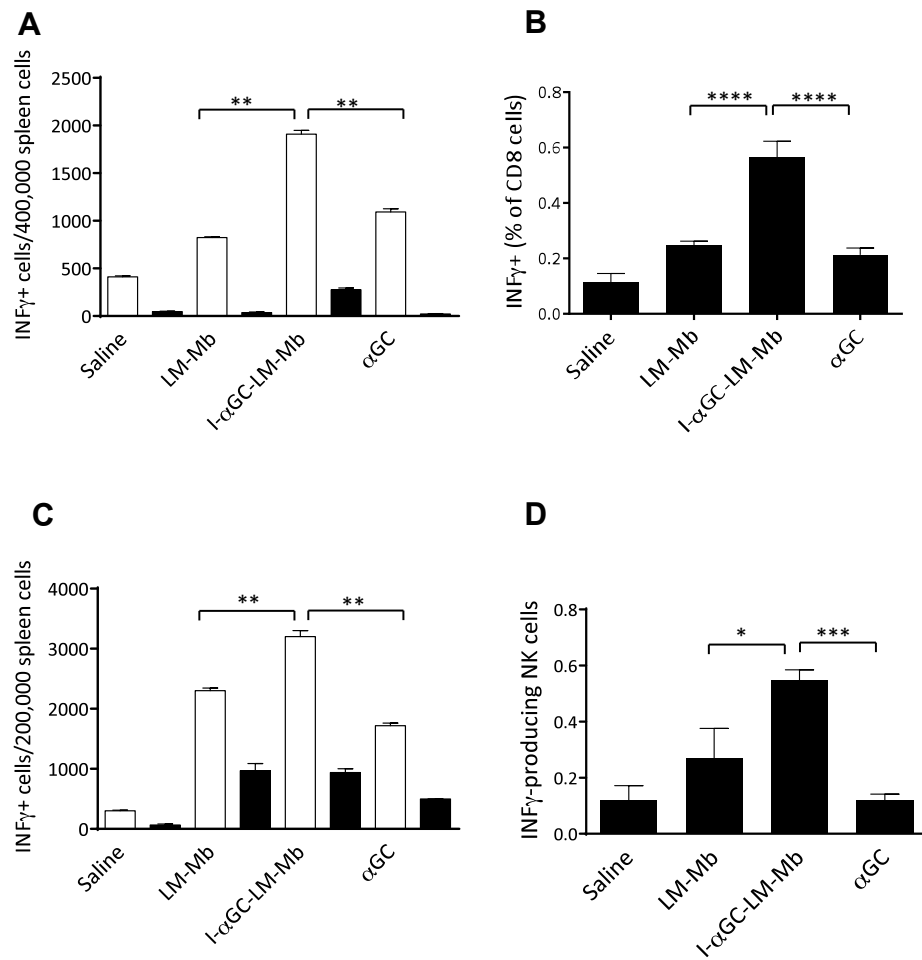 A
INFγ+ cells/400,000 spleen cells
2500
2000
1500
1000
500
0
** **
Saline
LM-Mb
I-αGC-LM-Mb
αGC
B
INFγ+ (% of CD8 cells)
0.8
0.6
0.4
0.2
0.0
**** ****
Saline
LM-Mb
I-αGC-LM-Mb
αGC
C
INFγ+ cells/200,000 spleen cells
4000
3000
2000
1000
0
** **
Saline
LM-Mb
I-αGC-LM-Mb
αGC
D
INFγ-producing NK cells
0.8
0.6
0.4
0.2
0.0
* ***
Saline
LM-Mb
I-αGC-LM-Mb
αGC